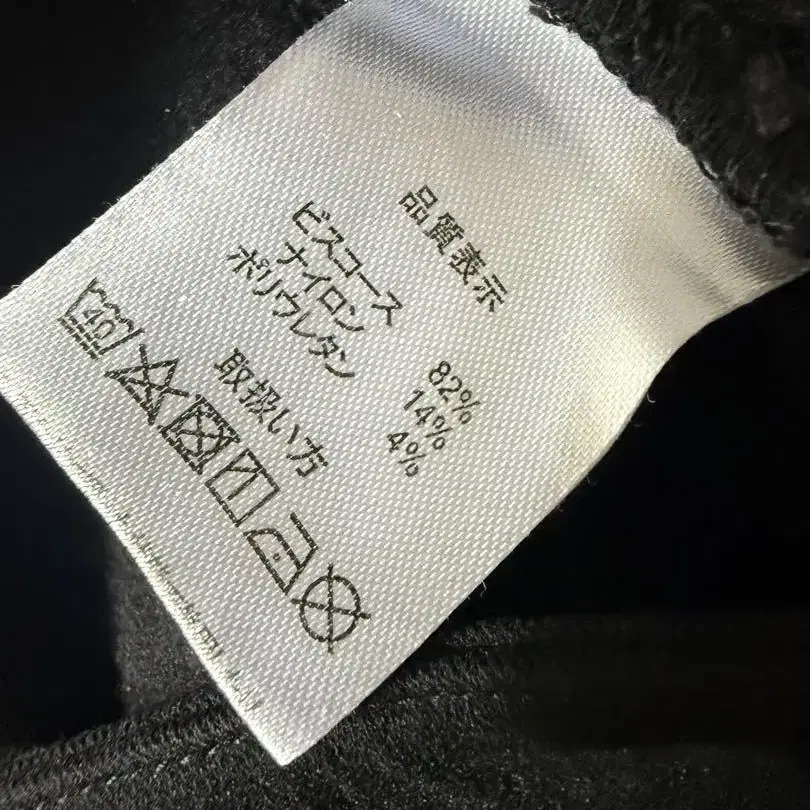 品質表示
ビスコース 82%
ナイロン 14%
ポリウレタン 4%
取扱い方
40